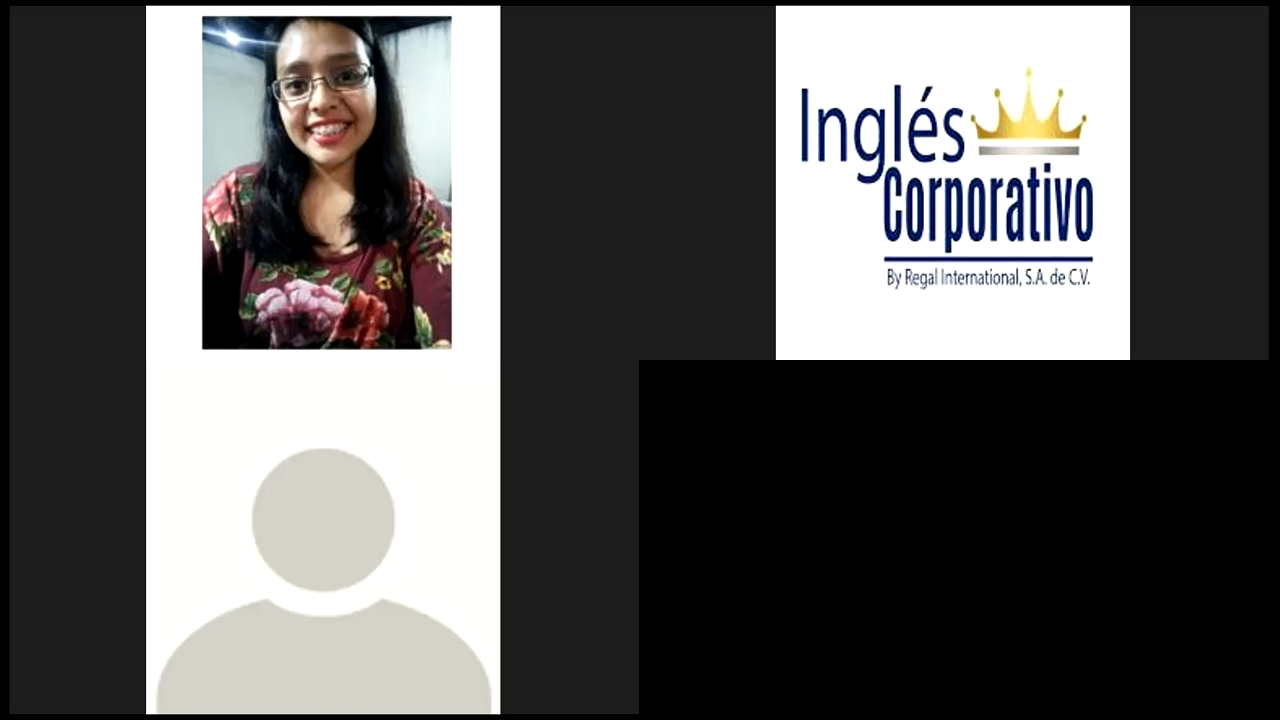 Inglés
Corporativo
By Regal International, S.A. de C.V.